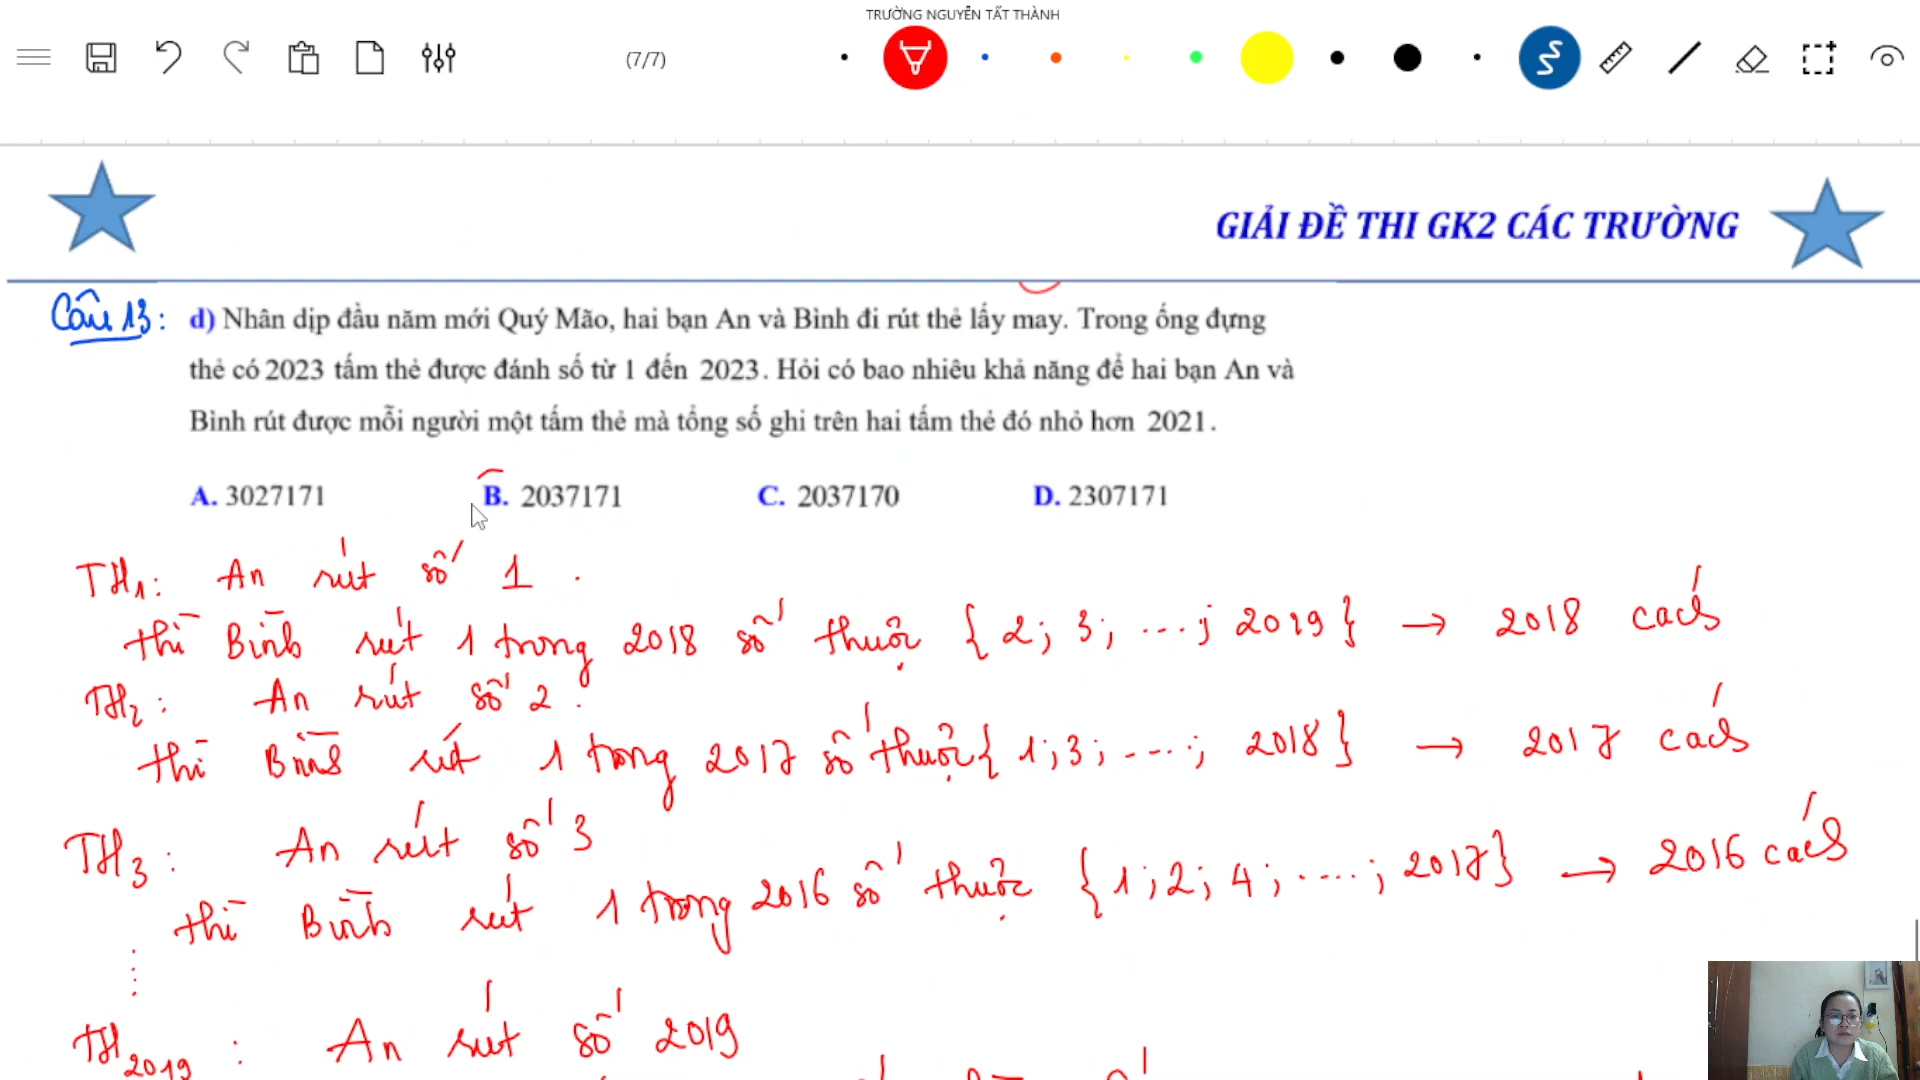 TRƯỜNG NGUYỄN TẤT THÀNH
(7/7)
GIẢI ĐỀ THI GK2 CÁC TRƯỜNG
Câu 13: d) Nhân dịp đầu năm mới Quý Mão, hai bạn An và Bình đi rút thẻ lấy may. Trong ống đựng
thẻ có 2023 tấm thẻ được đánh số từ 1 đến 2023. Hỏi có bao nhiêu khả năng để hai bạn An và
Bình rút được mỗi người một tấm thẻ mà tổng số ghi trên hai tấm thẻ đó nhỏ hơn 2021.
A. 3027171 B. 2037171 C. 2037170 D. 2307171
TH1: An rút số 1.
thì Bình rút 1 trong 2018 số thuộc {2; 3; ...; 2019} → 2018 cách
TH2: An rút số 2.
thì Bình rút 1 trong 2017 số thuộc {1; 3; ....; 2018} → 2017 cách
TH3: An rút số 3
thì Bình rút 1 trong 2016 số thuộc {1; 2; 4; ....; 2017} → 2016 cách
TH2019: An rút số 2019